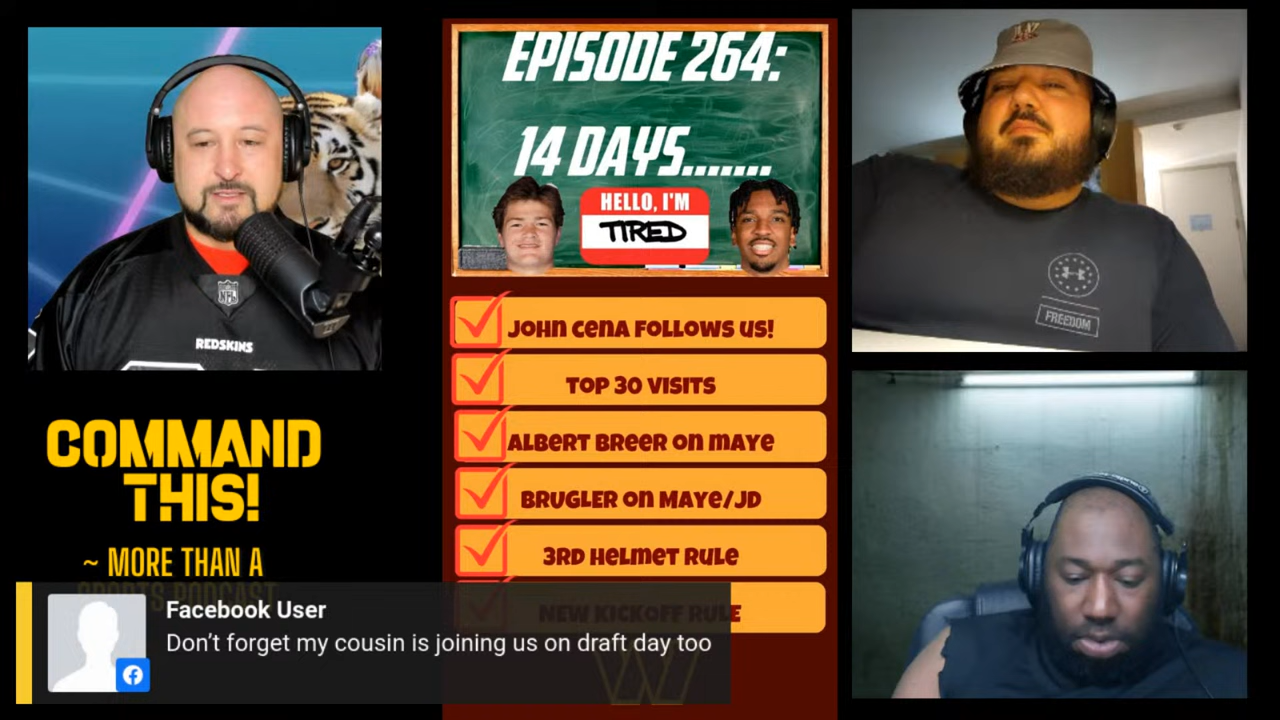 EPISODE 264:
14 DAYS.......
HELLO, I'M
TIRED
JOHN CENA FOLLOWS US!
TOP 30 VISITS
ALBERT BREER ON MAYE
BRUGLER ON MAYE/JD
3RD HELMET RULE
NEW KICKOFF RULE
NFL
REDSKINS
FREEDOM
COMMAND
THIS!
~ MORE THAN A
SPORTS PODCAST
Facebook User
Don’t forget my cousin is joining us on draft day too